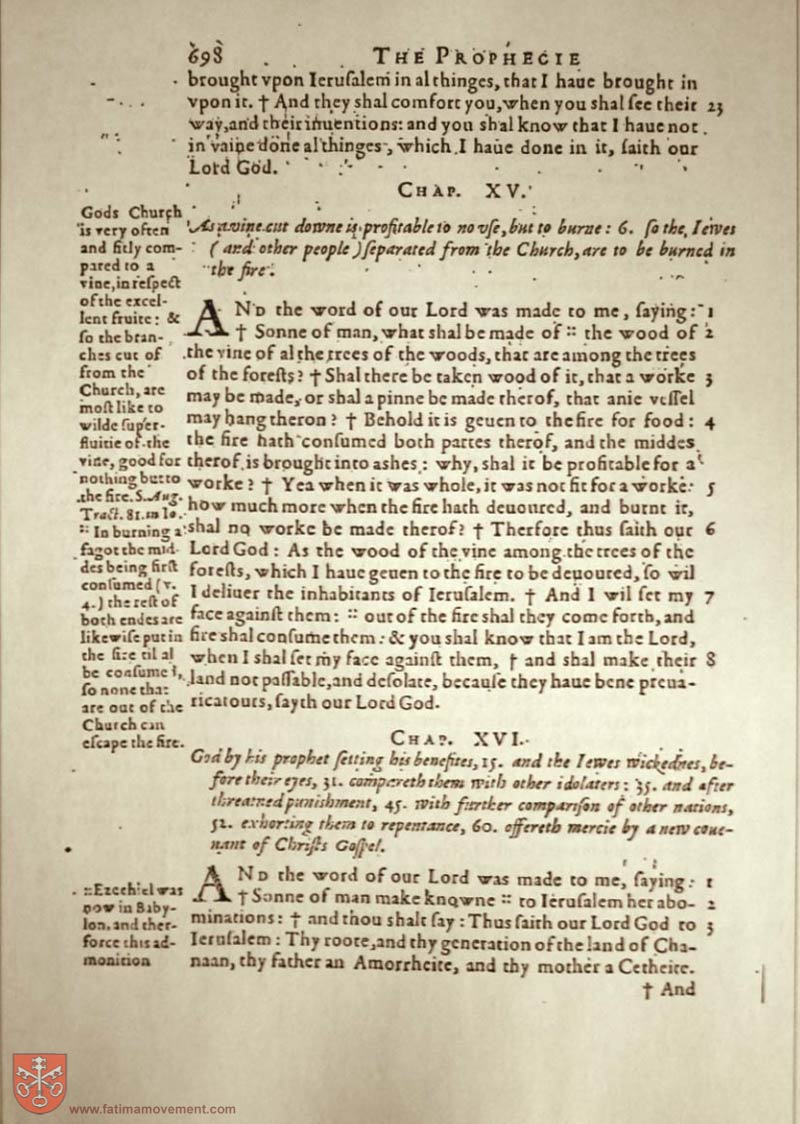 698 THE PROPHECIE
brought vpon Ierusalem in al thinges, that I haue brought in
vpon it. † And they shal comfort you, when you shal see their 23
way, and their inuentions: and you shal know that I haue not
in vaine done al thinges, which I haue done in it, saith our
Lord God.
CHAP. XV.
As a vine cut downe is profitable to no vse, but to burne: 6. so the Iewes
(and other people) separated from the Church, are to be burned in
the fire.
Gods Church
is very often
and fitly com-
pared to a
vine, in respect
of the excel-
lent fruite: &
so the bran-
ches cut of
from the
Church, are
most like to
wilde super-
fluitie of the
vine, good for
nothing but to
the fire. S. Aug.
Tract. 81. in Io.
:: In burning a
fagot the mid-
des being first
consumed (v.
4.) the rest of
both endes are
likewise put in
the fire til al
be consumed,
so none that
are out of the
Church can
escape the fire.
AND the word of our Lord was made to me, saying: 1
† Sonne of man, what shal be made of :: the wood of 2
the vine of al the trees of the woods, that are among the trees
of the forests? † Shal there be taken wood of it, that a worke 3
may be made, or shal a pinne be made therof, that anie vessel
may hang theron? † Behold it is geuen to the fire for food: 4
the fire hath consumed both partes therof, and the middes
therof is brought into ashes: why, shal it be profitable for a
worke? † Yea when it was whole, it was not fit for a worke: 5
how much more when the fire hath deuoured, and burnt it,
shal no worke be made therof? † Therfore thus saith our 6
Lord God: As the wood of the vine among the trees of the
forests, which I haue geuen to the fire to be deuoured, so wil
I deliuer the inhabitants of Ierusalem. † And I wil set my 7
face against them: :: out of the fire shal they come forth, and
fire shal consume them: & you shal know that I am the Lord,
when I shal set my face against them, † and shal make their 8
land not passable, and desolate, because they haue bene preua-
ricatours, sayth our Lord God.
CHAP. XVI.
God by his prophet setting his benefites, 15. and the Iewes wickednes, be-
fore their eyes, 31. compareth them with other idolaters: 35. and after
threatned punishment, 45. with further comparison of other nations,
52. exhorting them to repentance, 60. offereth mercie by a new coue-
nant of Christs Gospel.
:: Ezechiel was
now in Baby-
lon, and ther-
force this ad-
monition
AND the word of our Lord was made to me, saying: 1
† Sonne of man make knowne :: to Ierusalem her abo- 2
minations: † and thou shalt say: Thus saith our Lord God to 3
Ierusalem: Thy roote, and thy generation of the land of Cha-
naan, thy father an Amorrheite, and thy mother a Cetheite.
† And
www.fatimamovement.com